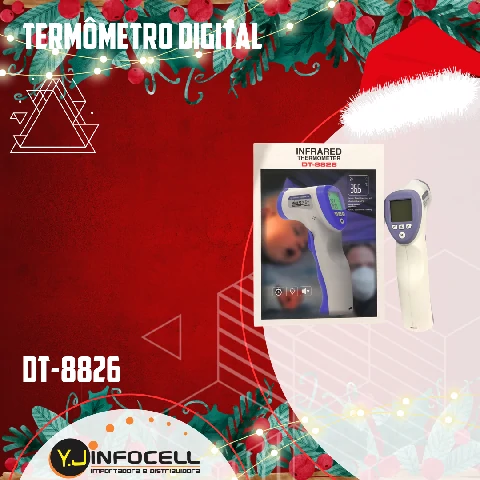 TERMÔMETRO DIGITAL
INFRARED
THERMOMETER
DT-8826
36.5
DT-8826
Y.J INFOCELL
importadora e distribuidora